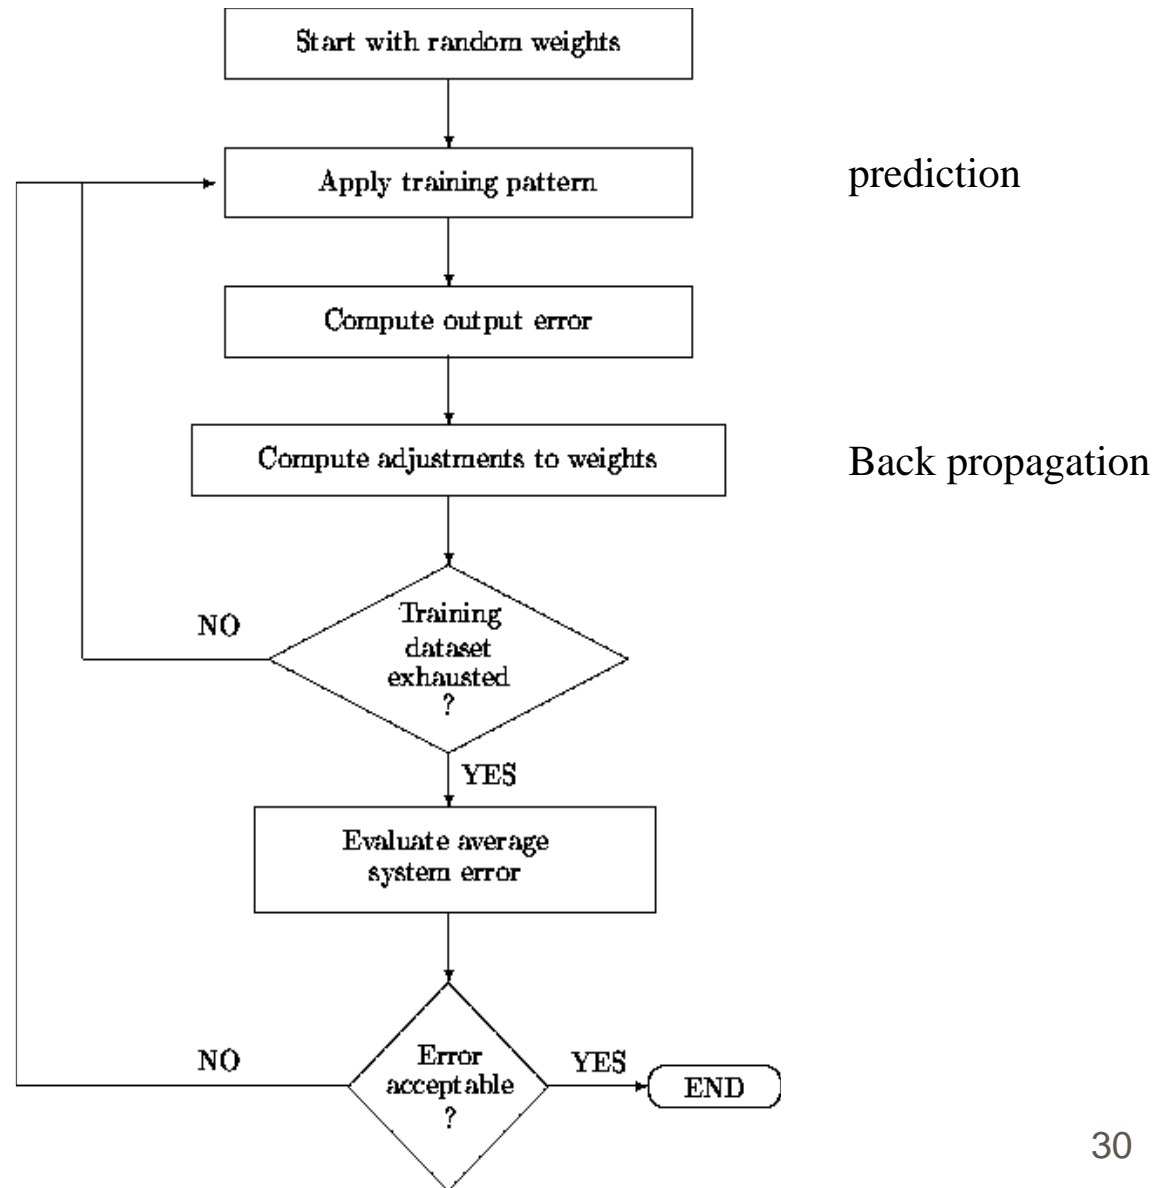 Start with random weights
Apply training pattern
prediction
Compute output error
Compute adjustments to weights
Back propagation
NO
Training
dataset
exhausted
?
YES
Evaluate average
system error
NO
Error
acceptable
?
YES
END
30